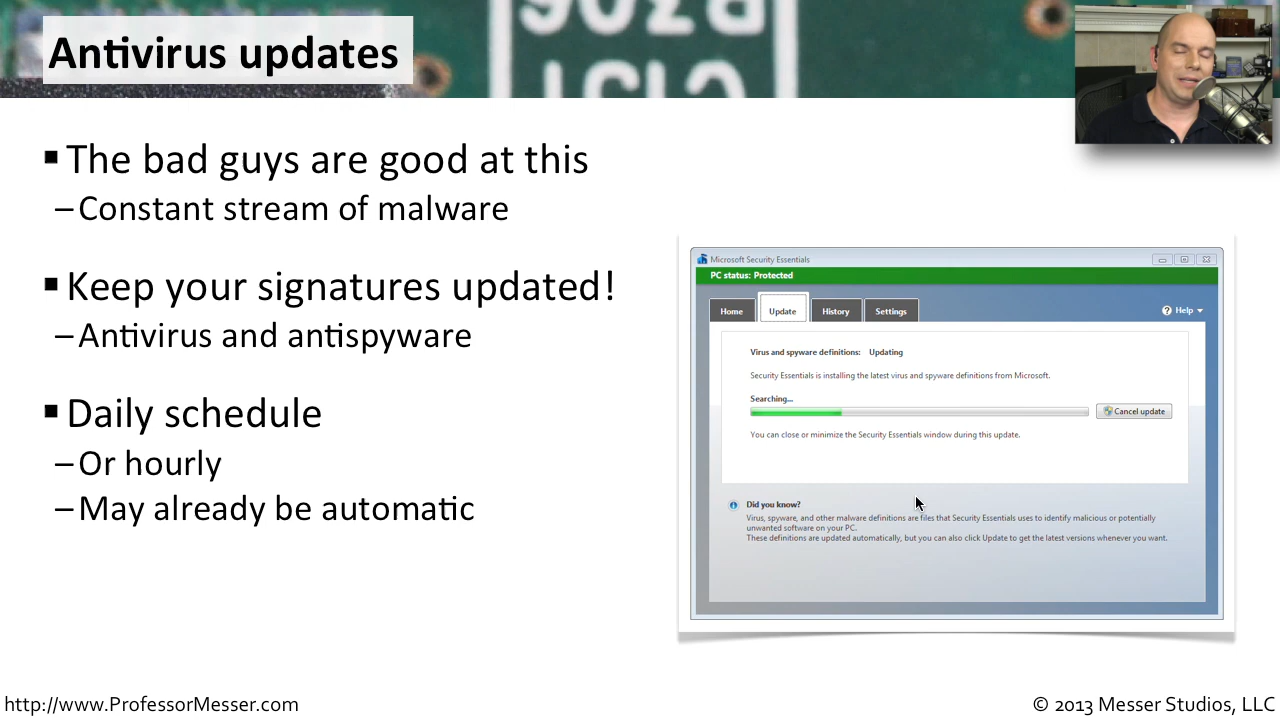 Antivirus updates
▪ The bad guys are good at this
– Constant stream of malware
▪ Keep your signatures updated!
– Antivirus and antispyware
▪ Daily schedule
– Or hourly
– May already be automatic
Microsoft Security Essentials
PC status: Protected
Home
Update
History
Settings
Help
Virus and spyware definitions: Updating
Security Essentials is installing the latest virus and spyware definitions from Microsoft.
Searching...
Cancel update
You can close or minimize the Security Essentials window during this update.
Did you know?
Virus, spyware, and other malware definitions are files that Security Essentials uses to identify malicious or potentially
unwanted software on your PC.
These definitions are updated automatically, but you can also click Update to get the latest versions whenever you want.
http://www.ProfessorMesser.com
© 2013 Messer Studios, LLC